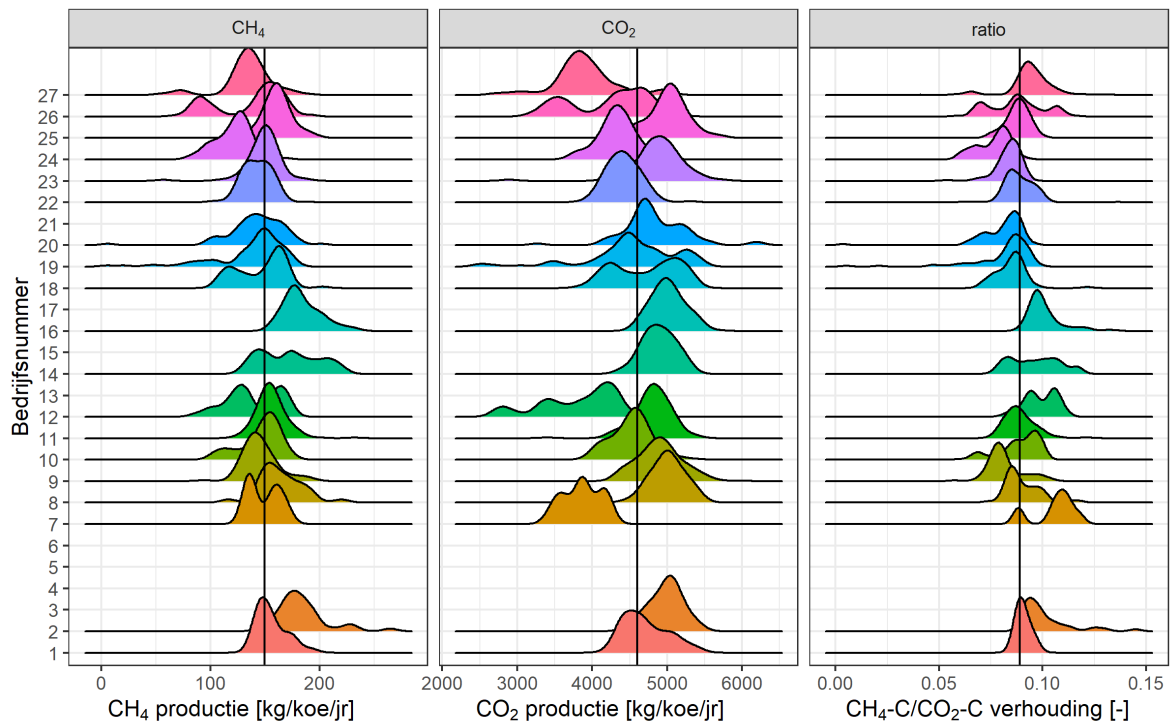 CH₄
CO₂
ratio
Bedrijfsnummer
27
26
25
24
23
22
21
20
19
18
17
16
15
14
13
12
11
10
9
8
7
6
5
4
3
2
1
0 100 200
2000 3000 4000 5000 6000
0.00 0.05 0.10 0.15
CH₄ productie [kg/koe/jr]
CO₂ productie [kg/koe/jr]
CH₄-C/CO₂-C verhouding [-]